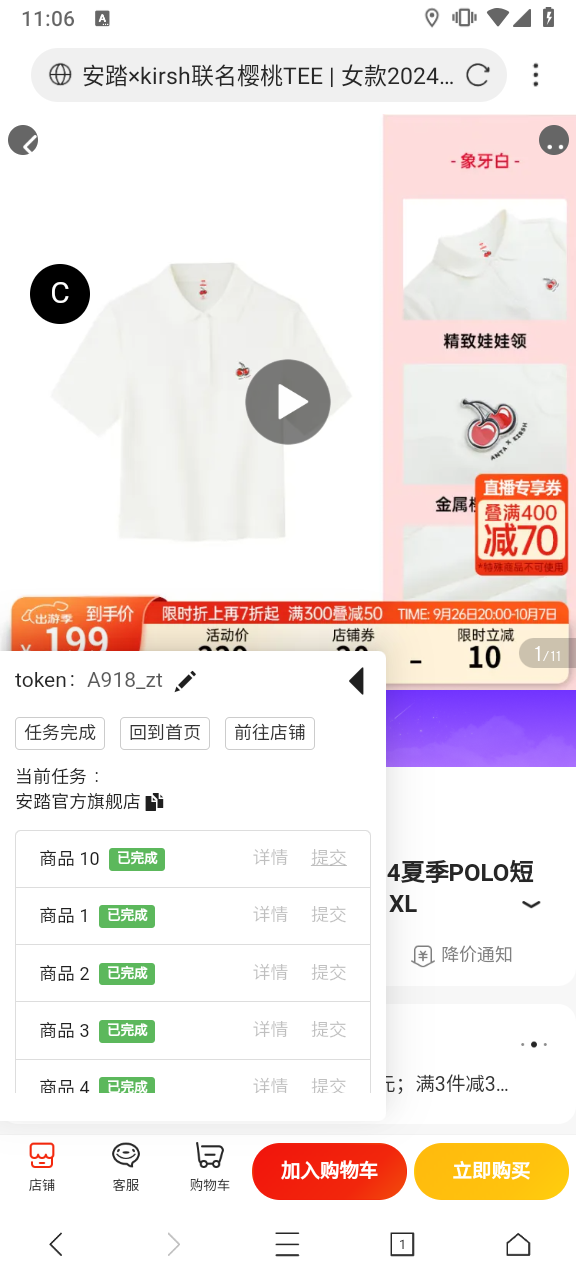 11:06
A
安踏×kirsh联名樱桃TEE | 女款2024...
- 象牙白 -
C
精致娃娃领
ANTA X KIRSH
金属
直播专享券
叠满400
减70
*特殊商品不可使用
出游季 到手价 限时折上再7折起 满300叠减50 TIME: 9月26日20:00-10月7日
¥199 活动价 店铺券 限时立减
- 10
1/11
token: A918_zt
任务完成 回到首页 前往店铺
当前任务：
安踏官方旗舰店
商品 10 已完成 详情 提交
商品 1 已完成 详情 提交
商品 2 已完成 详情 提交
商品 3 已完成 详情 提交
商品 4 已完成 详情 提交
4夏季POLO短
XL
降价通知
元；满3件减3...
店铺 客服 购物车 加入购物车 立即购买
1